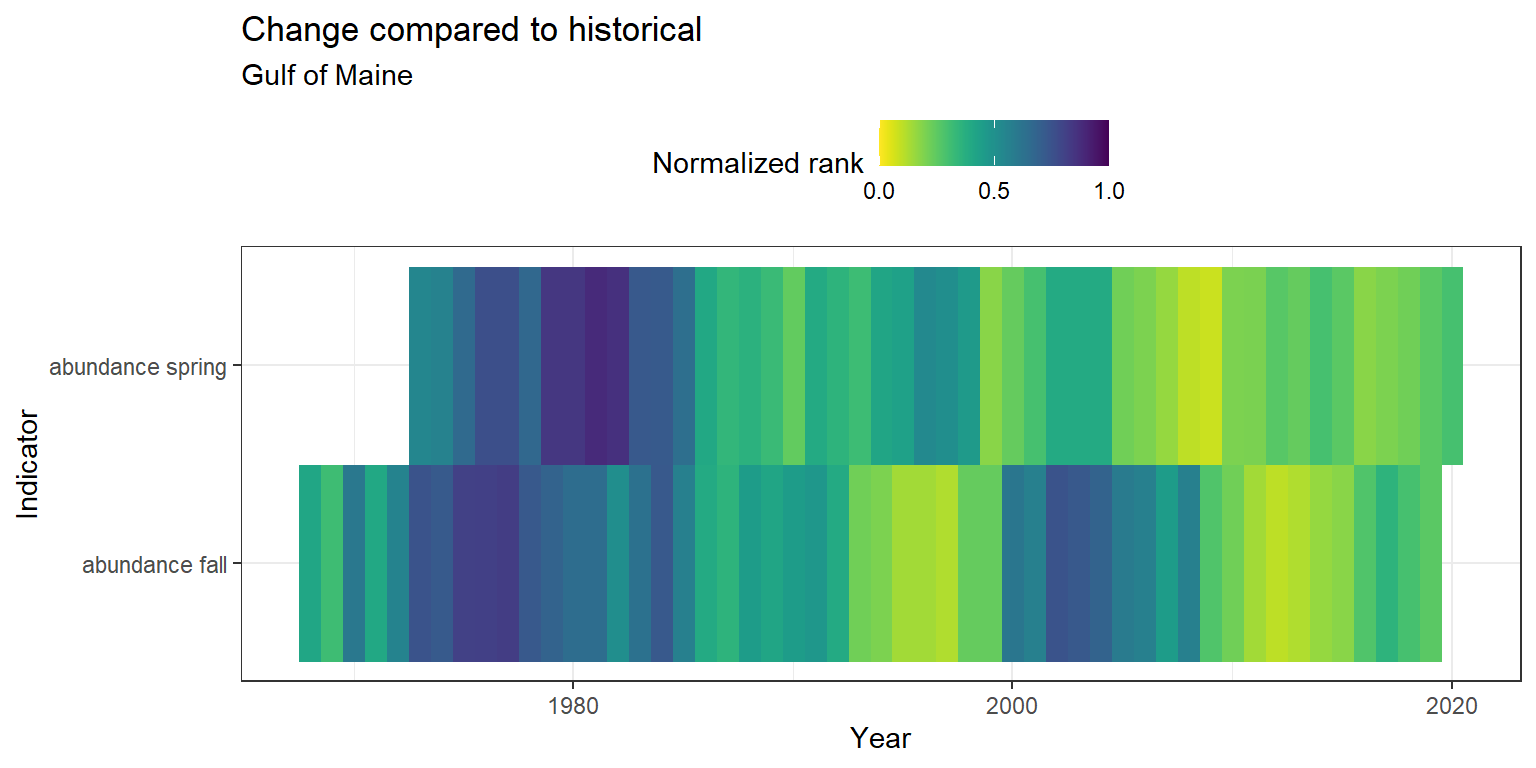 Change compared to historical
Gulf of Maine
Normalized rank
0.0 0.5 1.0
abundance spring
abundance fall
Indicator
1980 2000 2020
Year